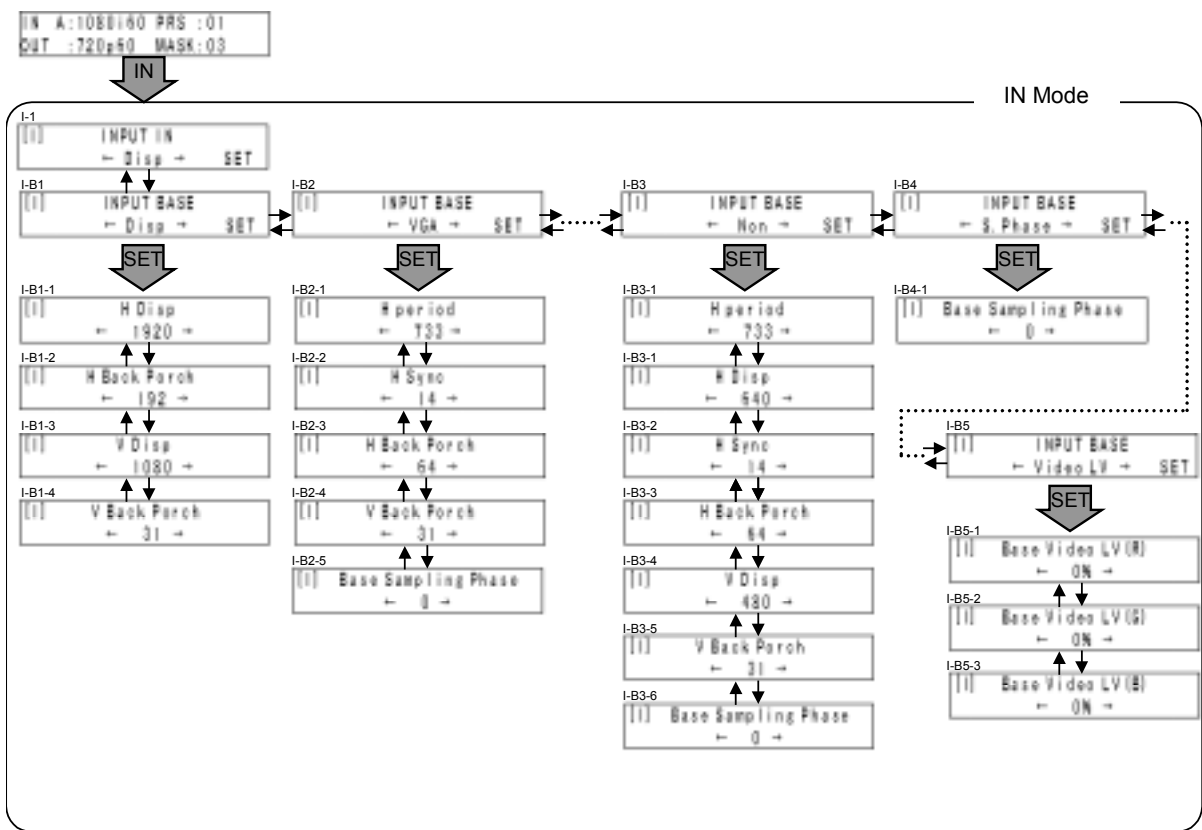 IN A:1080i60 PRS :01
OUT :720p60 MASK:03
IN
IN Mode
I-1
[I] INPUT IN
← Disp → SET
I-B1
[I] INPUT BASE
← Disp → SET
I-B2
[I] INPUT BASE
← VGA → SET
I-B3
[I] INPUT BASE
← Non → SET
I-B4
[I] INPUT BASE
← S.Phase → SET
SET
SET
SET
SET
I-B1-1
[I] H Disp
← 1920 →
I-B1-2
[I] H Back Porch
← 192 →
I-B1-3
[I] V Disp
← 1080 →
I-B1-4
[I] V Back Porch
← 31 →
I-B2-1
[I] H period
← 733 →
I-B2-2
[I] H Sync
← 14 →
I-B2-3
[I] H Back Porch
← 64 →
I-B2-4
[I] V Back Porch
← 31 →
I-B2-5
[I] Base Sampling Phase
← 0 →
I-B3-1
[I] H period
← 733 →
I-B3-1
[I] H Disp
← 640 →
I-B3-2
[I] H Sync
← 14 →
I-B3-3
[I] H Back Porch
← 64 →
I-B3-4
[I] V Disp
← 480 →
I-B3-5
[I] V Back Porch
← 31 →
I-B3-6
[I] Base Sampling Phase
← 0 →
I-B4-1
[I] Base Sampling Phase
← 0 →
I-B5
[I] INPUT BASE
← Video LV → SET
SET
I-B5-1
[I] Base Video LV(R)
← 0% →
I-B5-2
[I] Base Video LV(G)
← 0% →
I-B5-3
[I] Base Video LV(B)
← 0% →